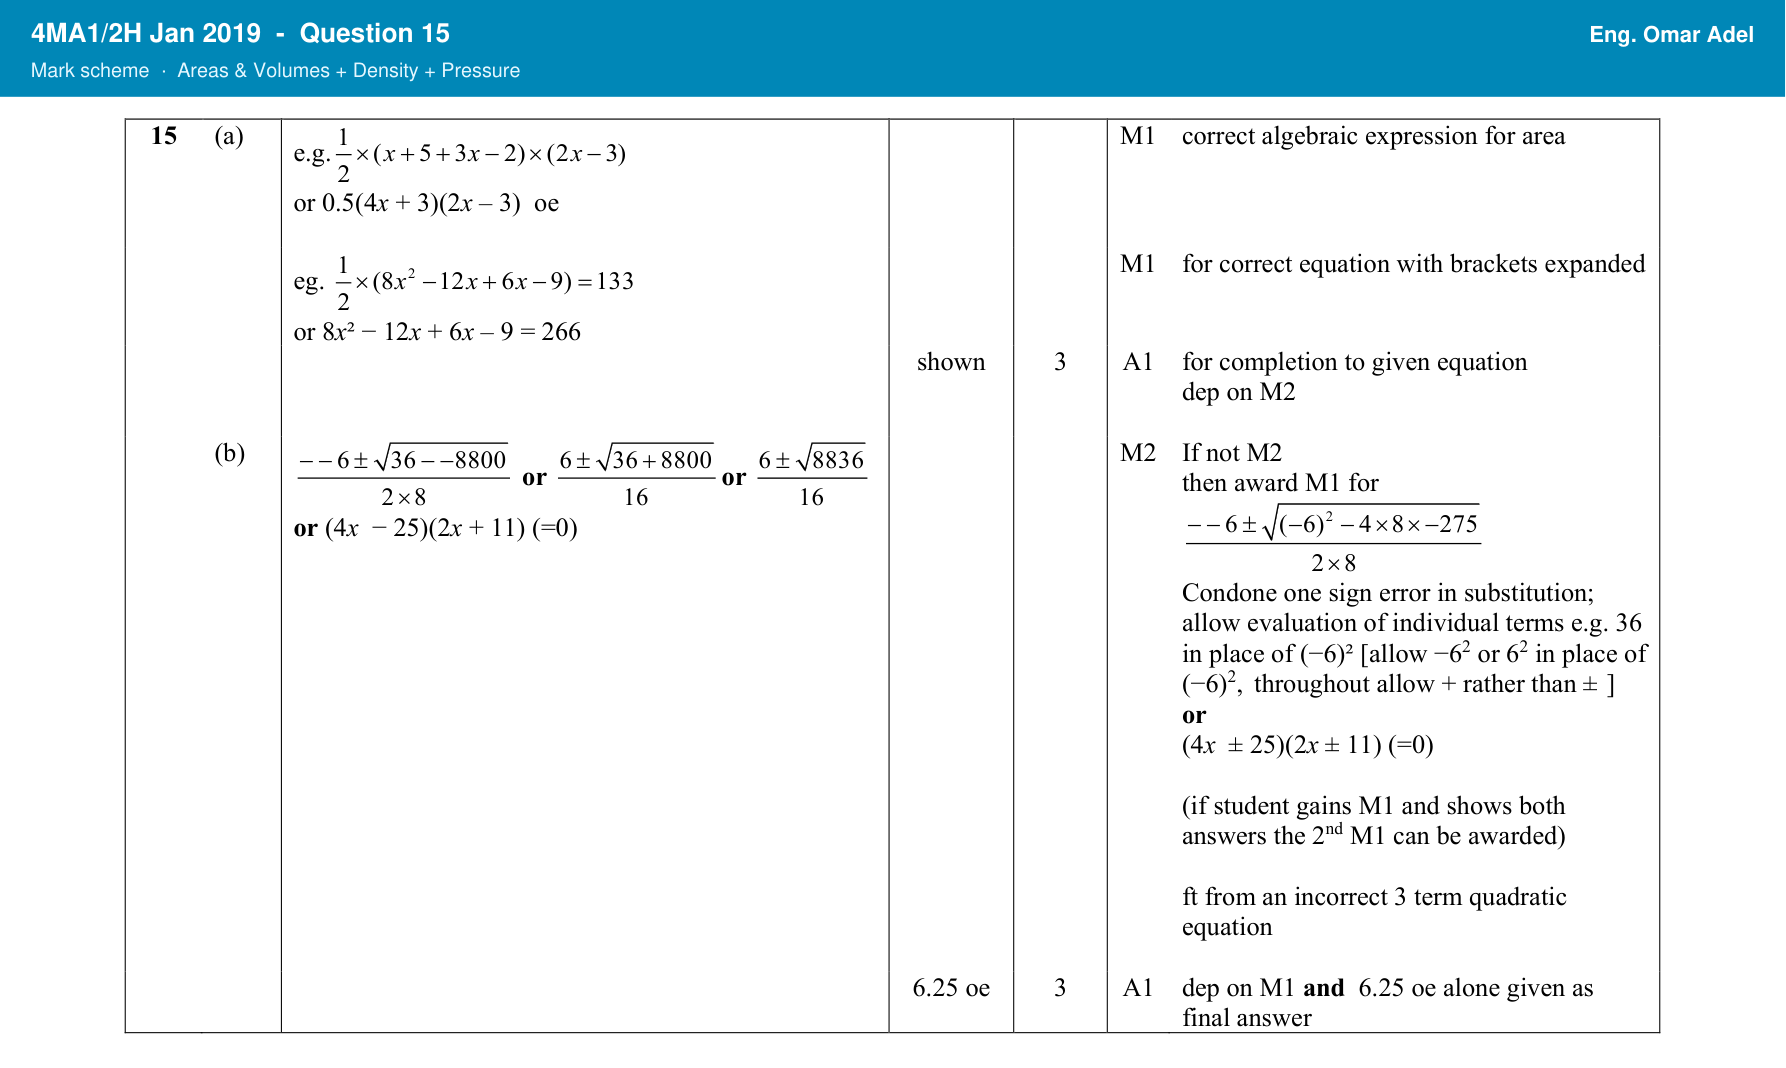 4MA1/2H Jan 2019 - Question 15
Eng. Omar Adel
Mark scheme · Areas & Volumes + Density + Pressure
15 (a) e.g. 1/2 × (x + 5 + 3x − 2) × (2x − 3) M1 correct algebraic expression for area
or 0.5(4x + 3)(2x – 3) oe
eg. 1/2 × (8x² − 12x + 6x − 9) = 133 M1 for correct equation with brackets expanded
or 8x² − 12x + 6x – 9 = 266
shown 3 A1 for completion to given equation
dep on M2
(b) (− − 6 ± √(36 − −8800))/(2 × 8) or (6 ± √(36 + 8800))/16 or (6 ± √8836)/16 M2 If not M2
then award M1 for
or (4x − 25)(2x + 11) (=0)
(− − 6 ± √((−6)² − 4 × 8 × −275))/(2 × 8)
Condone one sign error in substitution;
allow evaluation of individual terms e.g. 36
in place of (−6)² [allow −6² or 6² in place of
(−6)², throughout allow + rather than ± ]
or
(4x ± 25)(2x ± 11) (=0)
(if student gains M1 and shows both
answers the 2nd M1 can be awarded)
ft from an incorrect 3 term quadratic
equation
6.25 oe 3 A1 dep on M1 and 6.25 oe alone given as
final answer